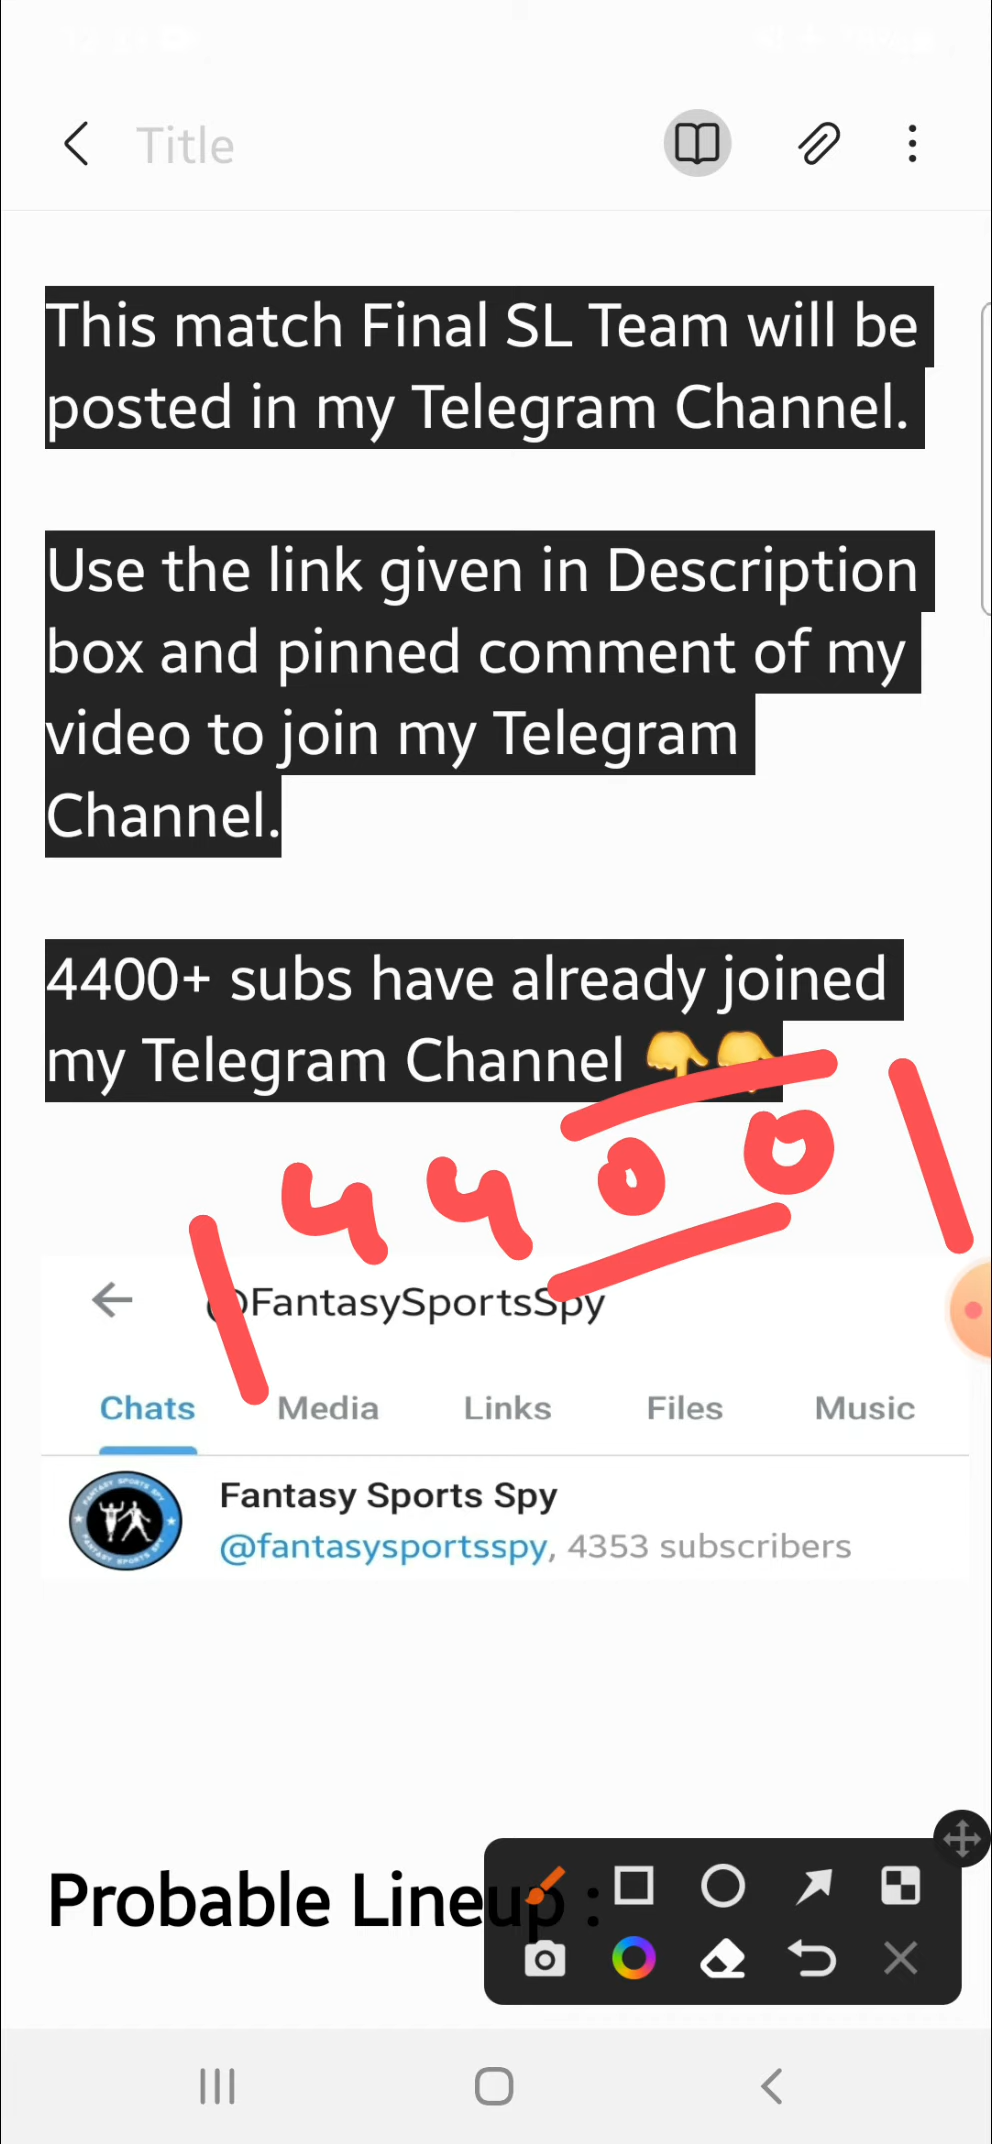 Title
This match Final SL Team will be
posted in my Telegram Channel.
Use the link given in Description
box and pinned comment of my
video to join my Telegram
Channel.
4400+ subs have already joined
my Telegram Channel 👇👇
4400
@FantasySportsSpy
Chats Media Links Files Music
Fantasy Sports Spy
@fantasysportsspy, 4353 subscribers
Probable Lineup :